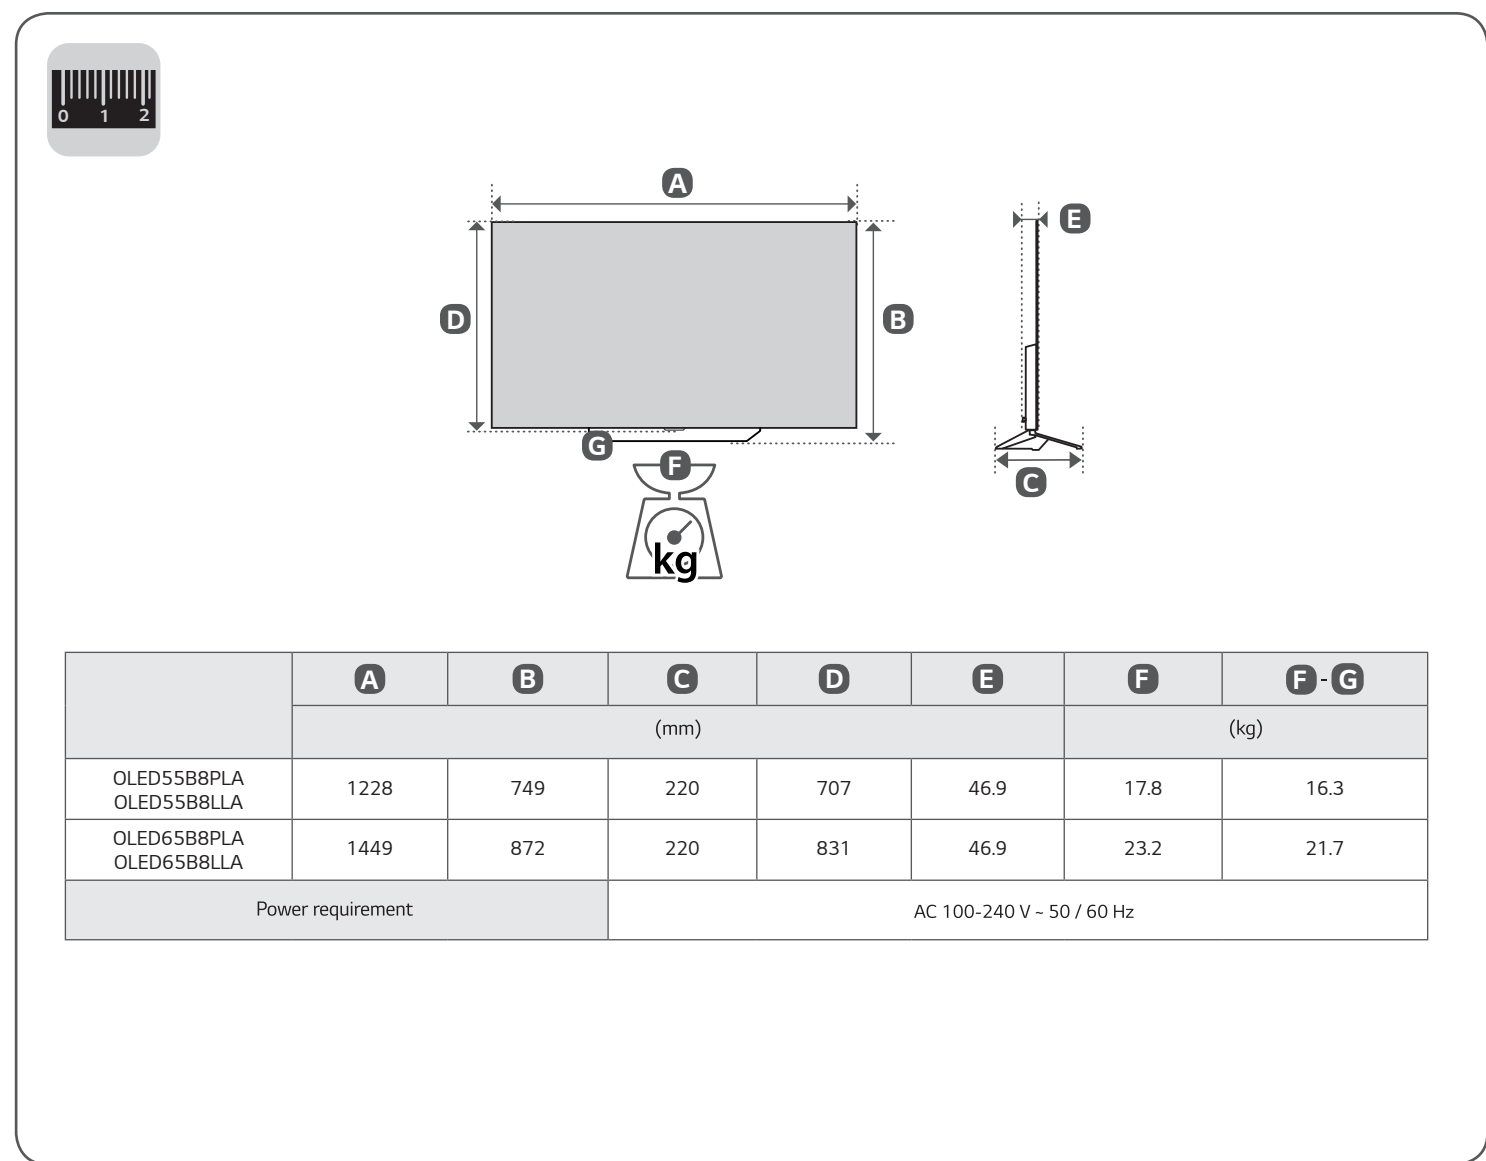 0 1 2
A
E
D
B
G
F
C
kg
A B C D E F F - G
(mm) (kg)
OLED55B8PLA
OLED55B8LLA
1228 749 220 707 46.9 17.8 16.3
OLED65B8PLA
OLED65B8LLA
1449 872 220 831 46.9 23.2 21.7
Power requirement AC 100-240 V ~ 50 / 60 Hz